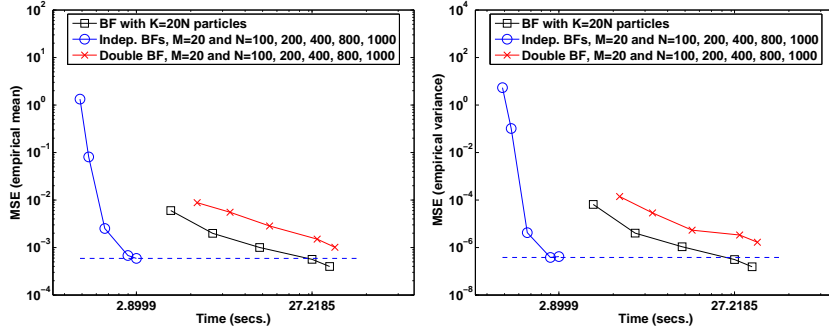 BF with K=20N particles
Indep. BFs, M=20 and N=100, 200, 400, 800, 1000
Double BF, M=20 and N=100, 200, 400, 800, 1000
10^2
10^1
10^0
10^-1
10^-2
10^-3
10^-4
MSE (empirical mean)
2.8999
27.2185
Time (secs.)
BF with K=20N particles
Indep. BFs, M=20 and N=100, 200, 400, 800, 1000
Double BF, M=20 and N=100, 200, 400, 800, 1000
10^4
10^2
10^0
10^-2
10^-4
10^-6
10^-8
MSE (empirical variance)
2.8999
27.2185
Time (secs.)